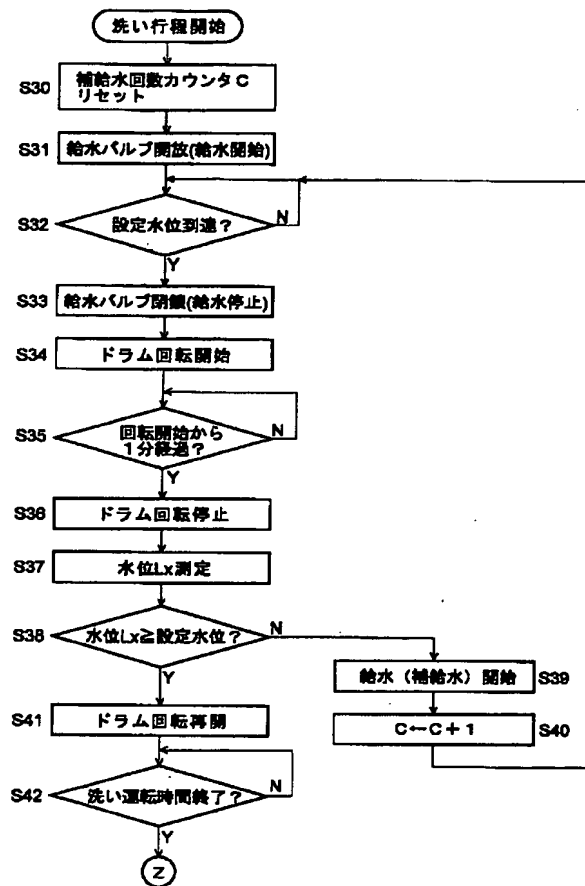 洗い行程開始
S30
補給水回数カウンタC
リセット
S31
給水バルブ開放(給水開始)
S32
設定水位到達?
N
Y
S33
給水バルブ閉鎖(給水停止)
S34
ドラム回転開始
S35
回転開始から
1分経過?
N
Y
S36
ドラム回転停止
S37
水位Lx測定
S38
水位Lx≧設定水位?
N
Y
給水(補給水)開始
S39
C←C+1
S40
S41
ドラム回転再開
S42
洗い運転時間終了?
N
Y
Z